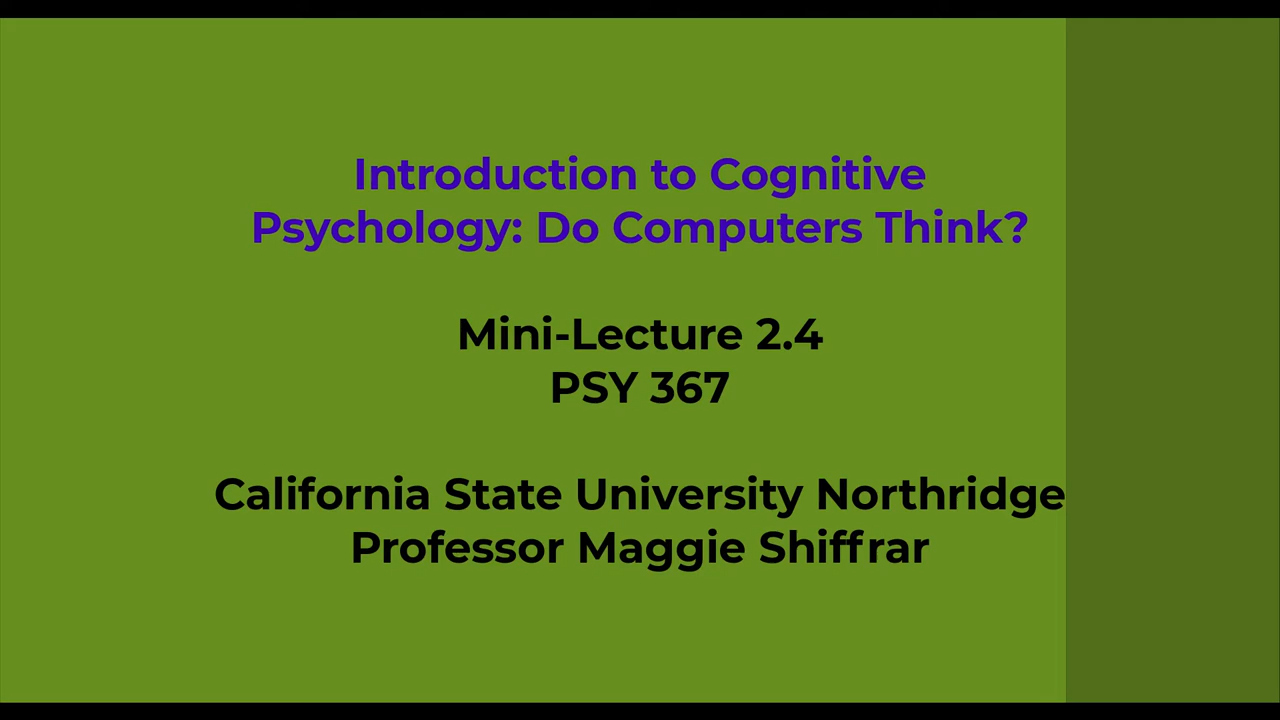 Introduction to Cognitive
Psychology: Do Computers Think?
Mini-Lecture 2.4
PSY 367
California State University Northridge
Professor Maggie Shiffrar